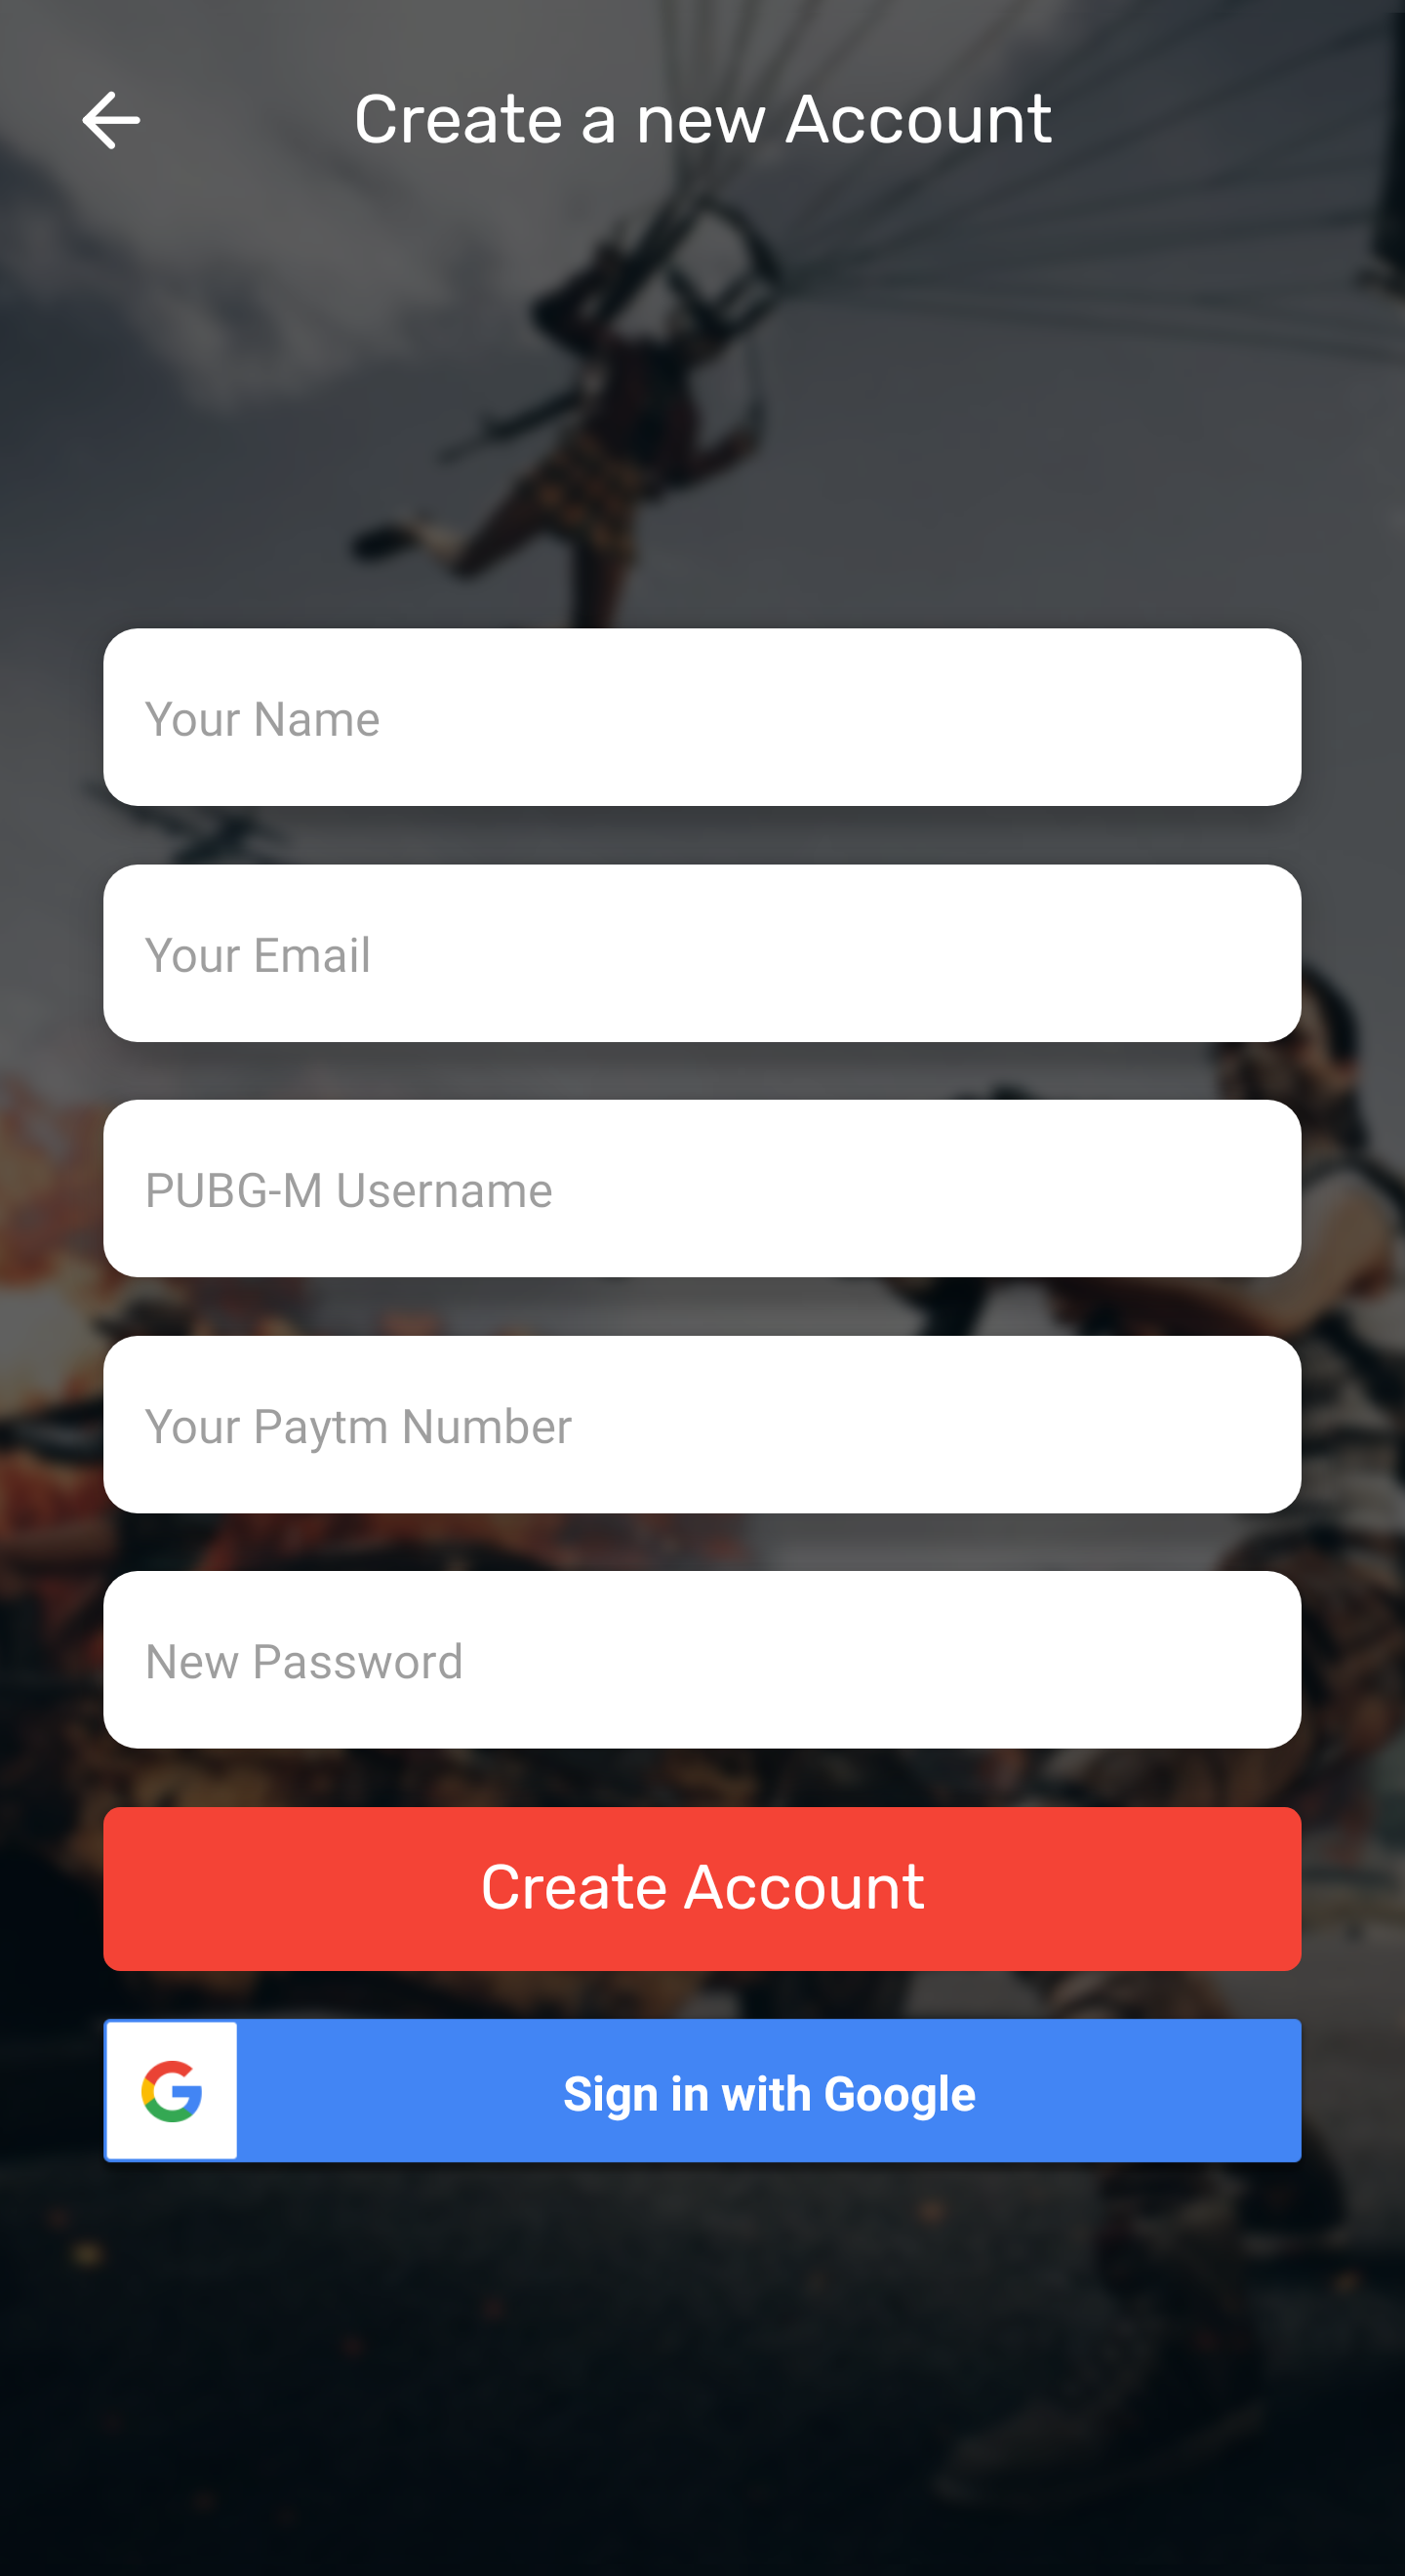 Create a new Account
Your Name
Your Email
PUBG-M Username
Your Paytm Number
New Password
Create Account
Sign in with Google